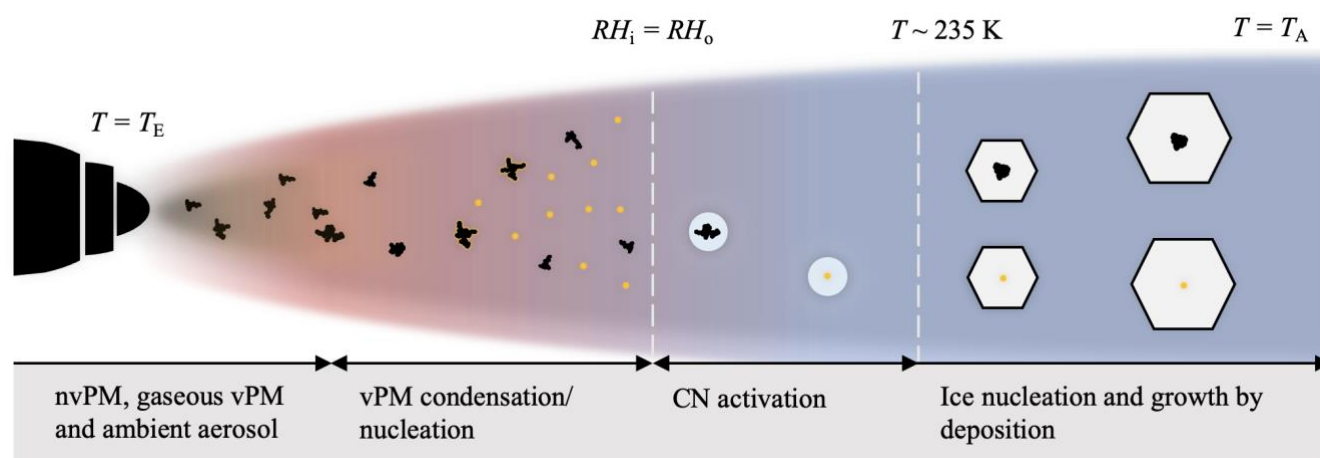 RHi = RHo
T ~ 235 K
T = TA
T = TE
nvPM, gaseous vPM
and ambient aerosol
vPM condensation/
nucleation
CN activation
Ice nucleation and growth by
deposition